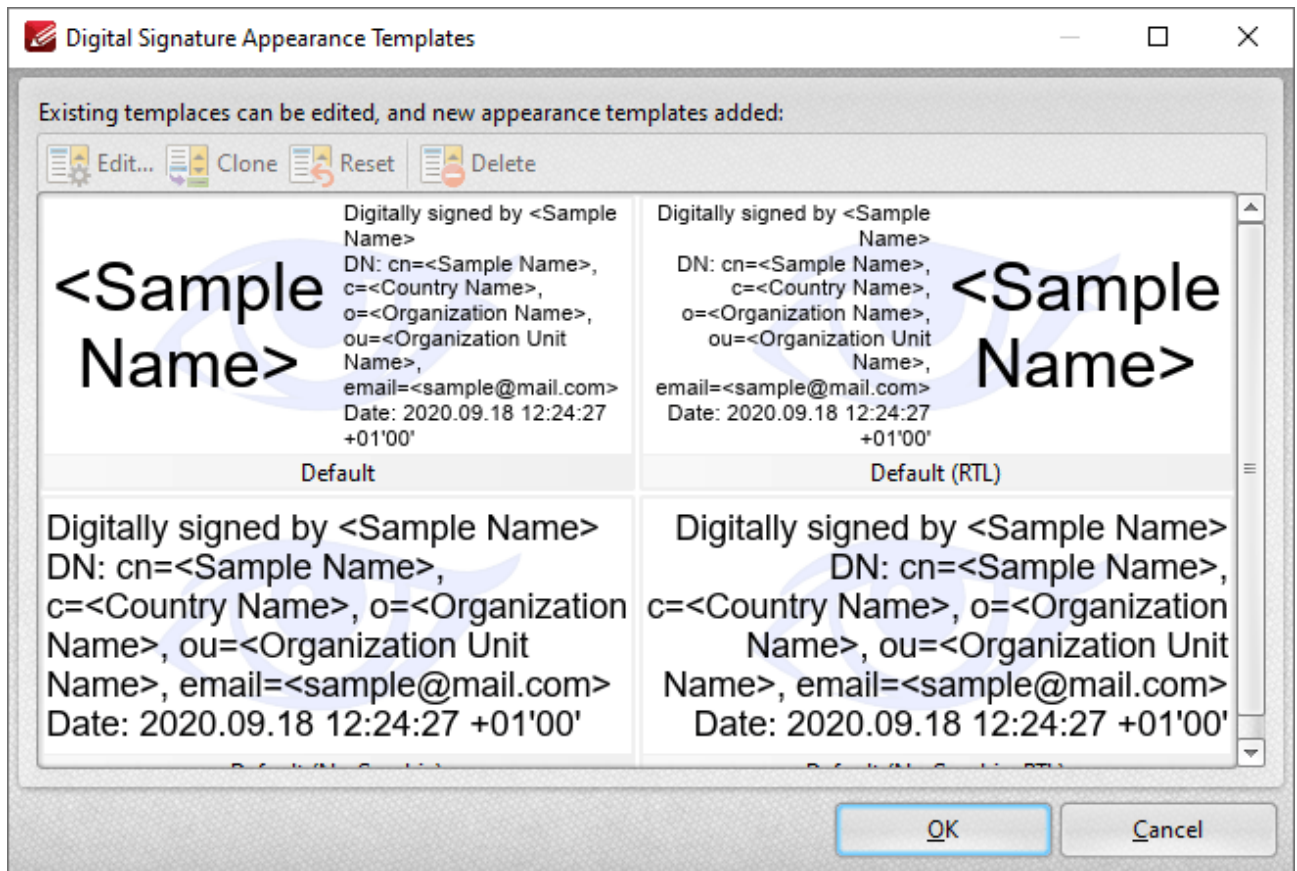 Digital Signature Appearance Templates
Existing templaces can be edited, and new appearance templates added:
Edit... Clone Reset Delete
<Sample
Name>
Digitally signed by <Sample
Name>
DN: cn=<Sample Name>,
c=<Country Name>,
o=<Organization Name>,
ou=<Organization Unit
Name>,
email=<sample@mail.com>
Date: 2020.09.18 12:24:27
+01'00'
Default
Digitally signed by <Sample
Name>
DN: cn=<Sample Name>,
c=<Country Name>,
o=<Organization Name>,
ou=<Organization Unit
Name>,
email=<sample@mail.com>
Date: 2020.09.18 12:24:27
+01'00'
<Sample
Name>
Default (RTL)
Digitally signed by <Sample Name>
DN: cn=<Sample Name>,
c=<Country Name>, o=<Organization
Name>, ou=<Organization Unit
Name>, email=<sample@mail.com>
Date: 2020.09.18 12:24:27 +01'00'
Digitally signed by <Sample Name>
DN: cn=<Sample Name>,
c=<Country Name>, o=<Organization
Name>, ou=<Organization Unit
Name>, email=<sample@mail.com>
Date: 2020.09.18 12:24:27 +01'00'
OK
Cancel